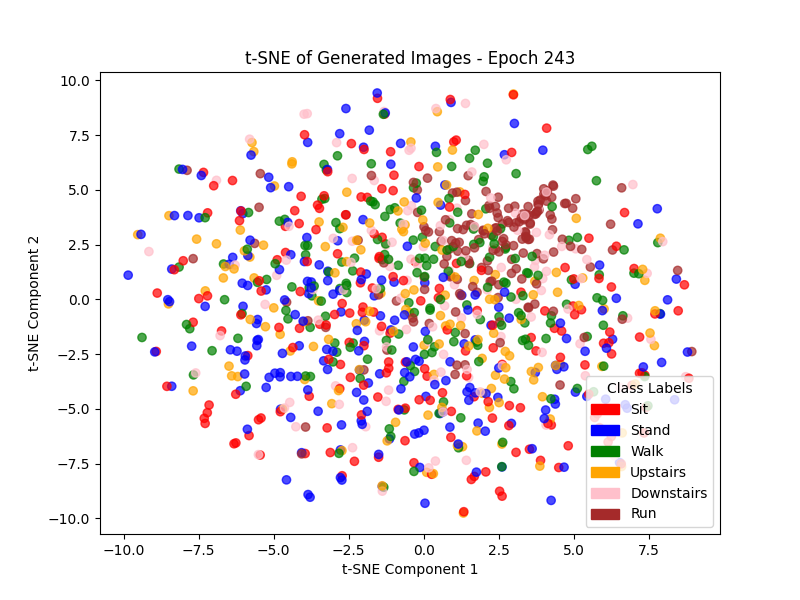 t-SNE of Generated Images - Epoch 243
t-SNE Component 2
10.0
7.5
5.0
2.5
0.0
−2.5
−5.0
−7.5
−10.0
Class Labels
Sit
Stand
Walk
Upstairs
Downstairs
Run
−10.0 −7.5 −5.0 −2.5 0.0 2.5 5.0 7.5
t-SNE Component 1